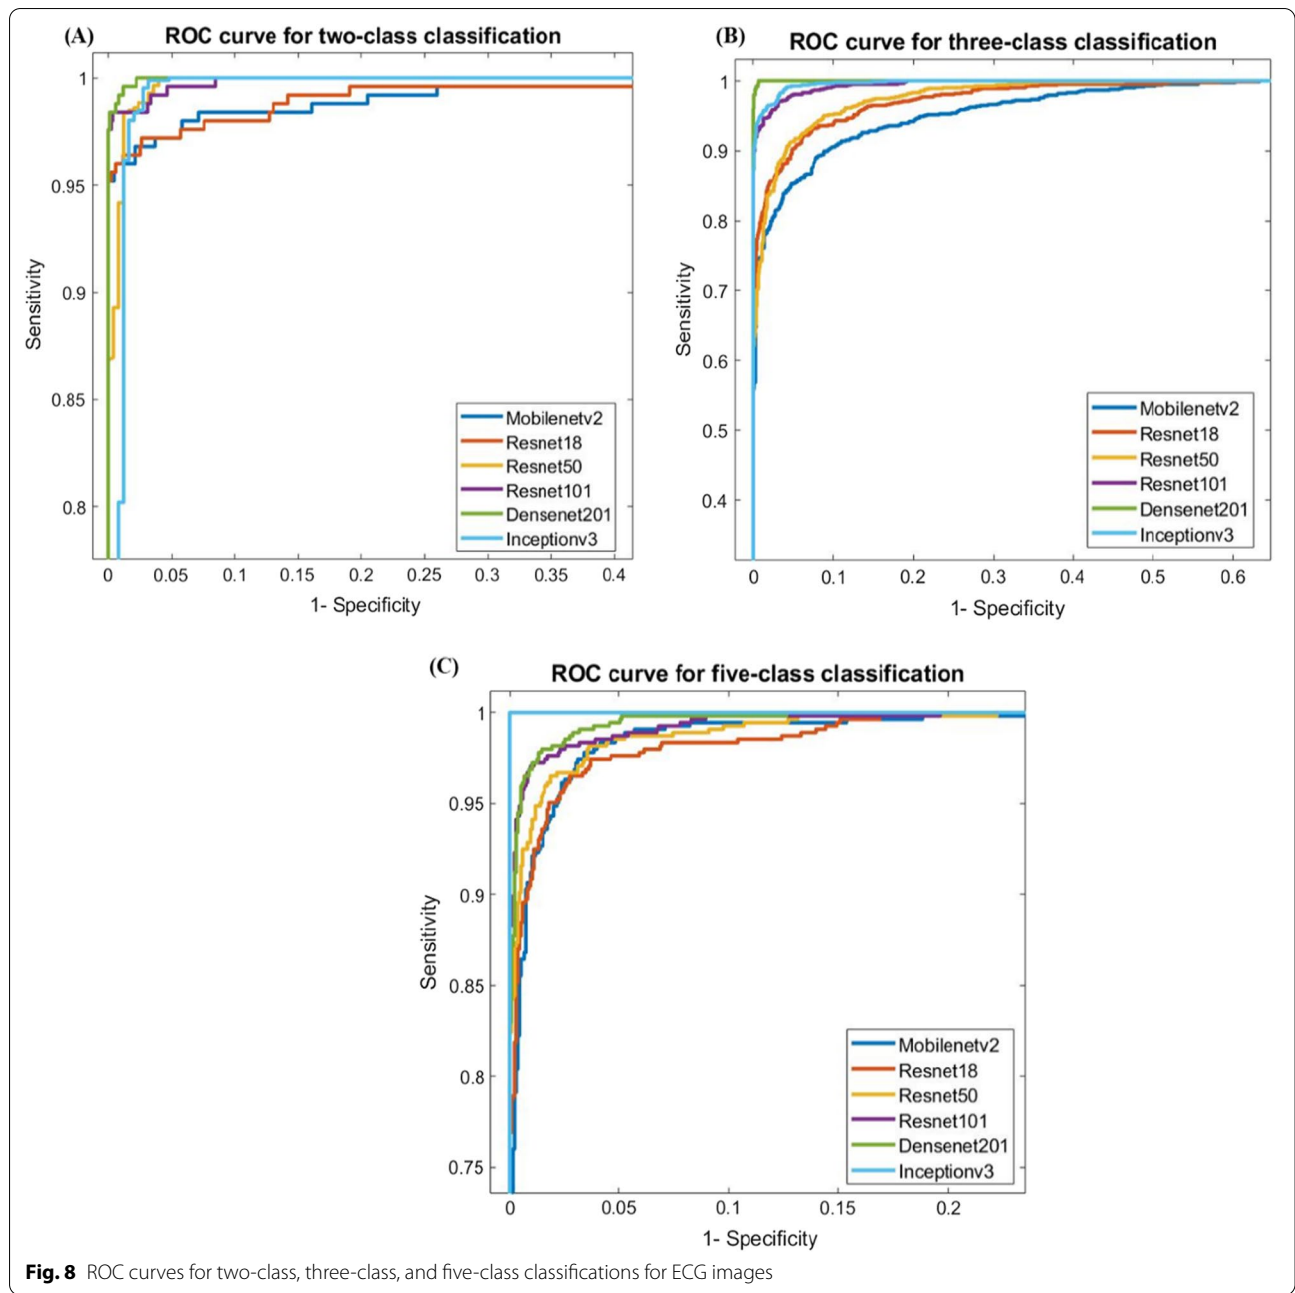 (A)
ROC curve for two-class classification
1
0.95
0.9
0.85
0.8
Sensitivity
Mobilenetv2
Resnet18
Resnet50
Resnet101
Densenet201
Inceptionv3
0 0.05 0.1 0.15 0.2 0.25 0.3 0.35 0.4
1- Specificity
(B)
ROC curve for three-class classification
1
0.9
0.8
0.7
0.6
0.5
0.4
Sensitivity
Mobilenetv2
Resnet18
Resnet50
Resnet101
Densenet201
Inceptionv3
0 0.1 0.2 0.3 0.4 0.5 0.6
1- Specificity
(C)
ROC curve for five-class classification
1
0.95
0.9
0.85
0.8
0.75
Sensitivity
Mobilenetv2
Resnet18
Resnet50
Resnet101
Densenet201
Inceptionv3
0 0.05 0.1 0.15 0.2
1- Specificity
Fig. 8 ROC curves for two-class, three-class, and five-class classifications for ECG images